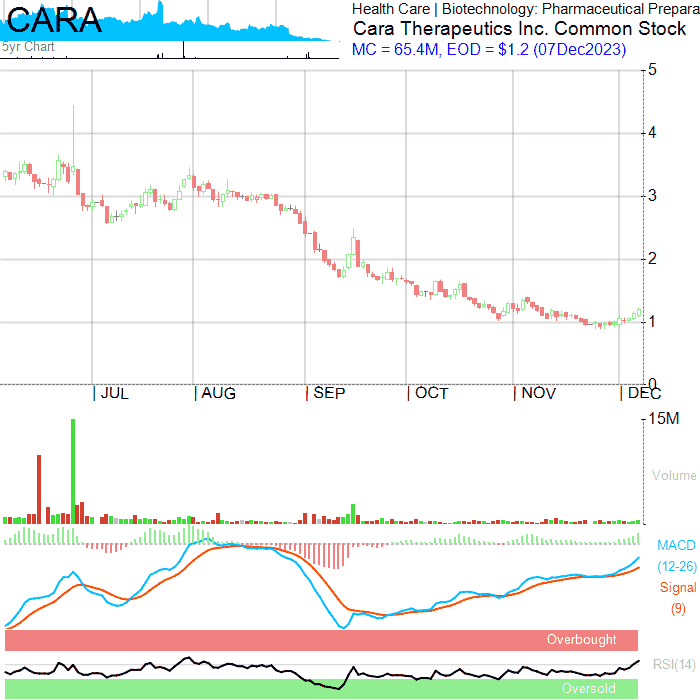 CARA
5yr Chart
Health Care | Biotechnology: Pharmaceutical Prepara
Cara Therapeutics Inc. Common Stock
MC = 65.4M, EOD = $1.2 (07Dec2023)
5
4
3
2
1
0
JUL AUG SEP OCT NOV DEC
15M
Volume
MACD
(12-26)
Signal
(9)
Overbought
RSI(14)
Oversold